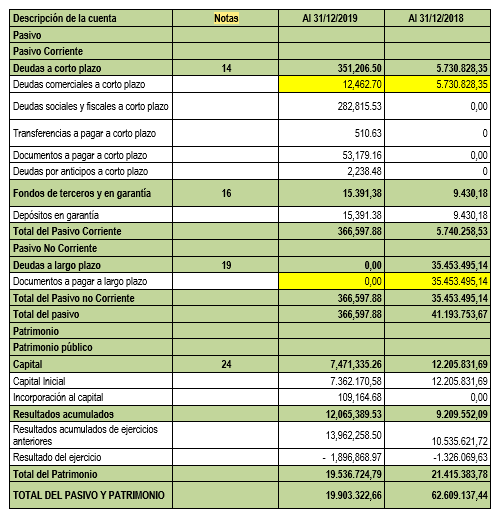 Descripción de la cuenta Notas Al 31/12/2019 Al 31/12/2018
Pasivo
Pasivo Corriente
Deudas a corto plazo 14 351,206.50 5.730.828,35
Deudas comerciales a corto plazo 12,462.70 5.730.828,35
Deudas sociales y fiscales a corto plazo 282,815.53 0,00
Transferencias a pagar a corto plazo 510.63 0
Documentos a pagar a corto plazo 53,179.16 0,00
Deudas por anticipos a corto plazo 2,238.48 0
Fondos de terceros y en garantía 16 15.391,38 9.430,18
Depósitos en garantía 15,391.38 9.430,18
Total del Pasivo Corriente 366,597.88 5.740.258,53
Pasivo No Corriente
Deudas a largo plazo 19 0,00 35.453.495,14
Documentos a pagar a largo plazo 0,00 35.453.495,14
Total del Pasivo no Corriente 366,597.88 35.453.495,14
Total del pasivo 366,597.88 41.193.753,67
Patrimonio
Patrimonio público
Capital 24 7,471,335.26 12.205.831,69
Capital Inicial 7.362.170,58 12.205.831,69
Incorporación al capital 109,164.68 0,00
Resultados acumulados 12,065,389.53 9.209.552,09
Resultados acumulados de ejercicios
anteriores 13,962,258.50 10.535.621,72
Resultado del ejercicio - 1,896,868.97 -1.326.069,63
Total del Patrimonio 19.536.724,79 21.415.383,78
TOTAL DEL PASIVO Y PATRIMONIO 19.903.322,66 62.609.137,44